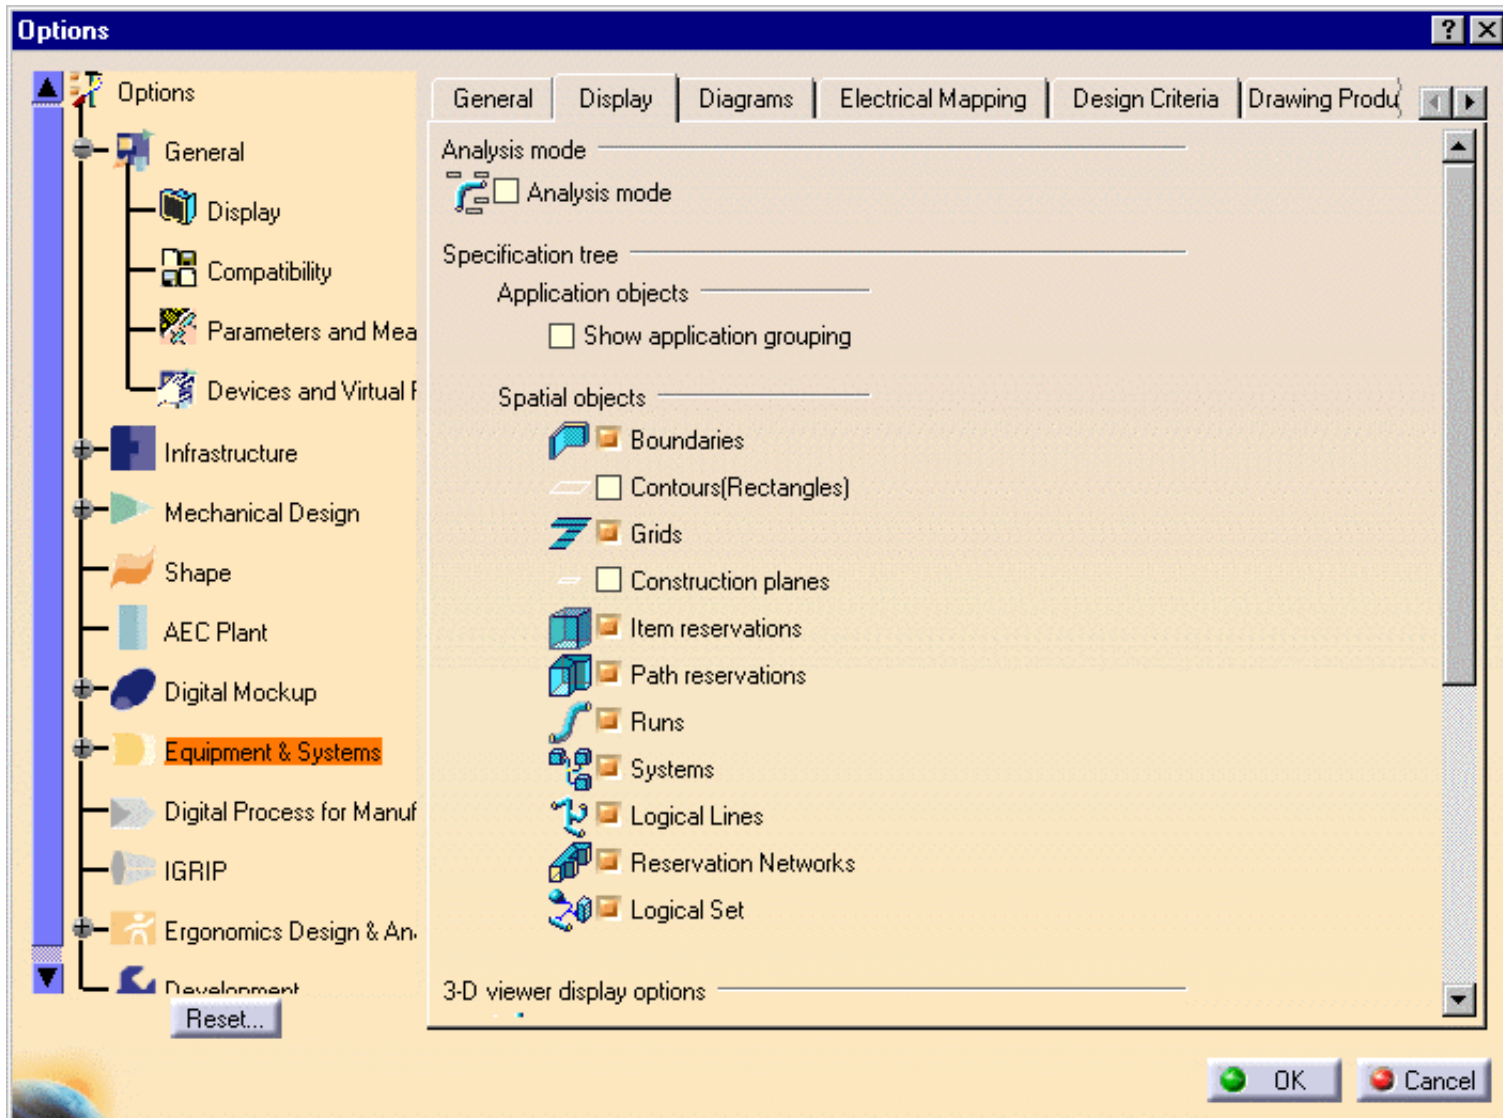 Options
Options
General
Display
Compatibility
Parameters and Mea
Devices and Virtual
Infrastructure
Mechanical Design
Shape
AEC Plant
Digital Mockup
Equipment & Systems
Digital Process for Manuf
IGRIP
Ergonomics Design & An
Development
Reset...
General Display Diagrams Electrical Mapping Design Criteria Drawing Produ
Analysis mode
Analysis mode
Specification tree
Application objects
Show application grouping
Spatial objects
Boundaries
Contours(Rectangles)
Grids
Construction planes
Item reservations
Path reservations
Runs
Systems
Logical Lines
Reservation Networks
Logical Set
3-D viewer display options
OK Cancel